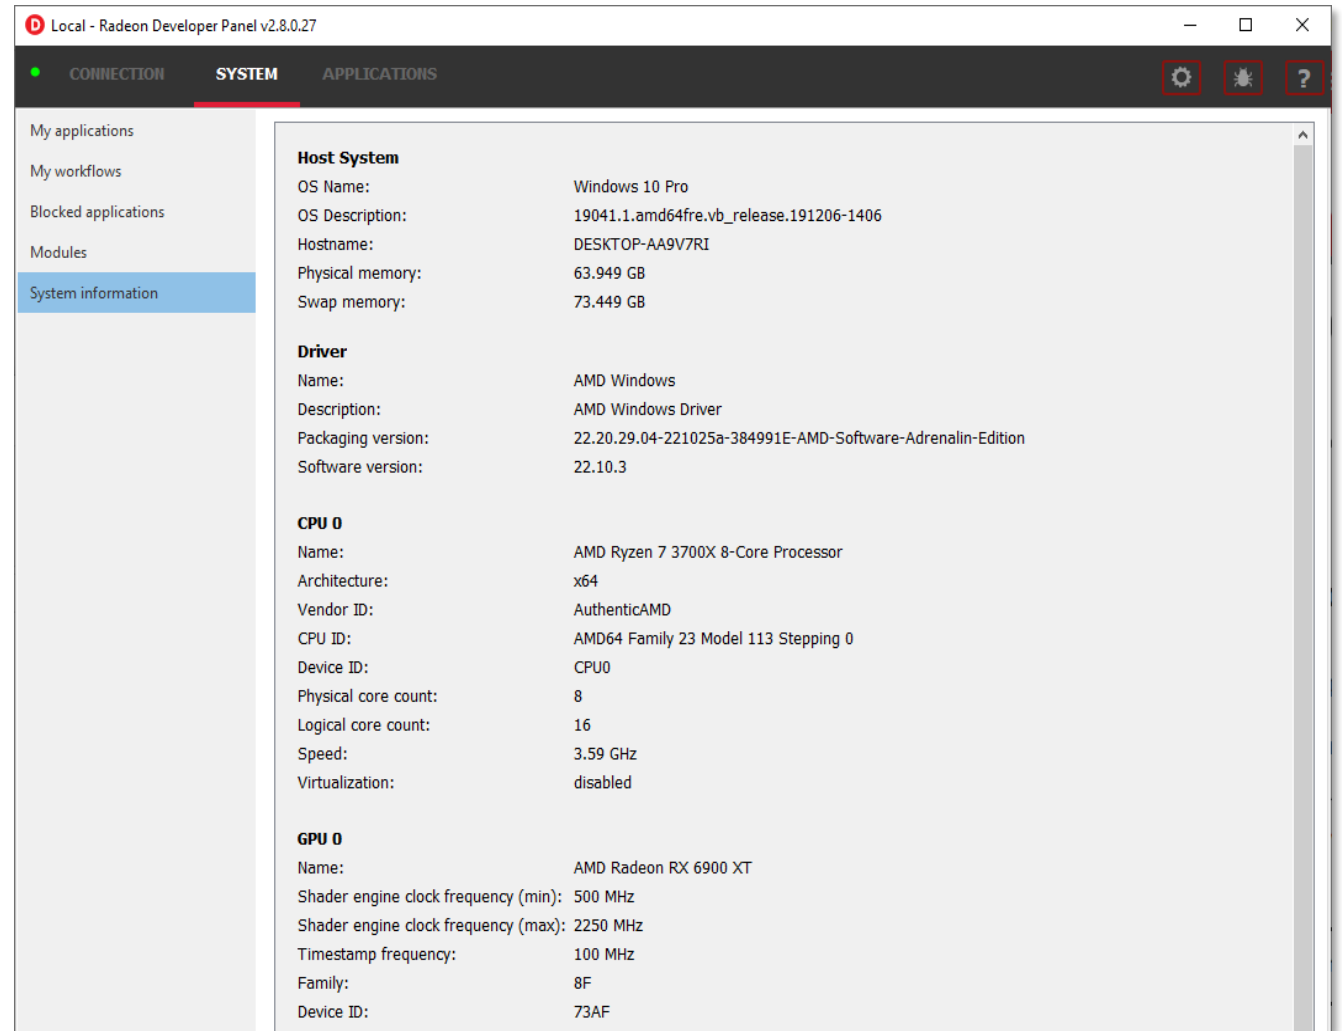 Local - Radeon Developer Panel v2.8.0.27
CONNECTION SYSTEM APPLICATIONS ?
My applications
My workflows
Blocked applications
Modules
System information
Host System
OS Name: Windows 10 Pro
OS Description: 19041.1.amd64fre.vb_release.191206-1406
Hostname: DESKTOP-AA9V7RI
Physical memory: 63.949 GB
Swap memory: 73.449 GB
Driver
Name: AMD Windows
Description: AMD Windows Driver
Packaging version: 22.20.29.04-221025a-384991E-AMD-Software-Adrenalin-Edition
Software version: 22.10.3
CPU 0
Name: AMD Ryzen 7 3700X 8-Core Processor
Architecture: x64
Vendor ID: AuthenticAMD
CPU ID: AMD64 Family 23 Model 113 Stepping 0
Device ID: CPU0
Physical core count: 8
Logical core count: 16
Speed: 3.59 GHz
Virtualization: disabled
GPU 0
Name: AMD Radeon RX 6900 XT
Shader engine clock frequency (min): 500 MHz
Shader engine clock frequency (max): 2250 MHz
Timestamp frequency: 100 MHz
Family: 8F
Device ID: 73AF